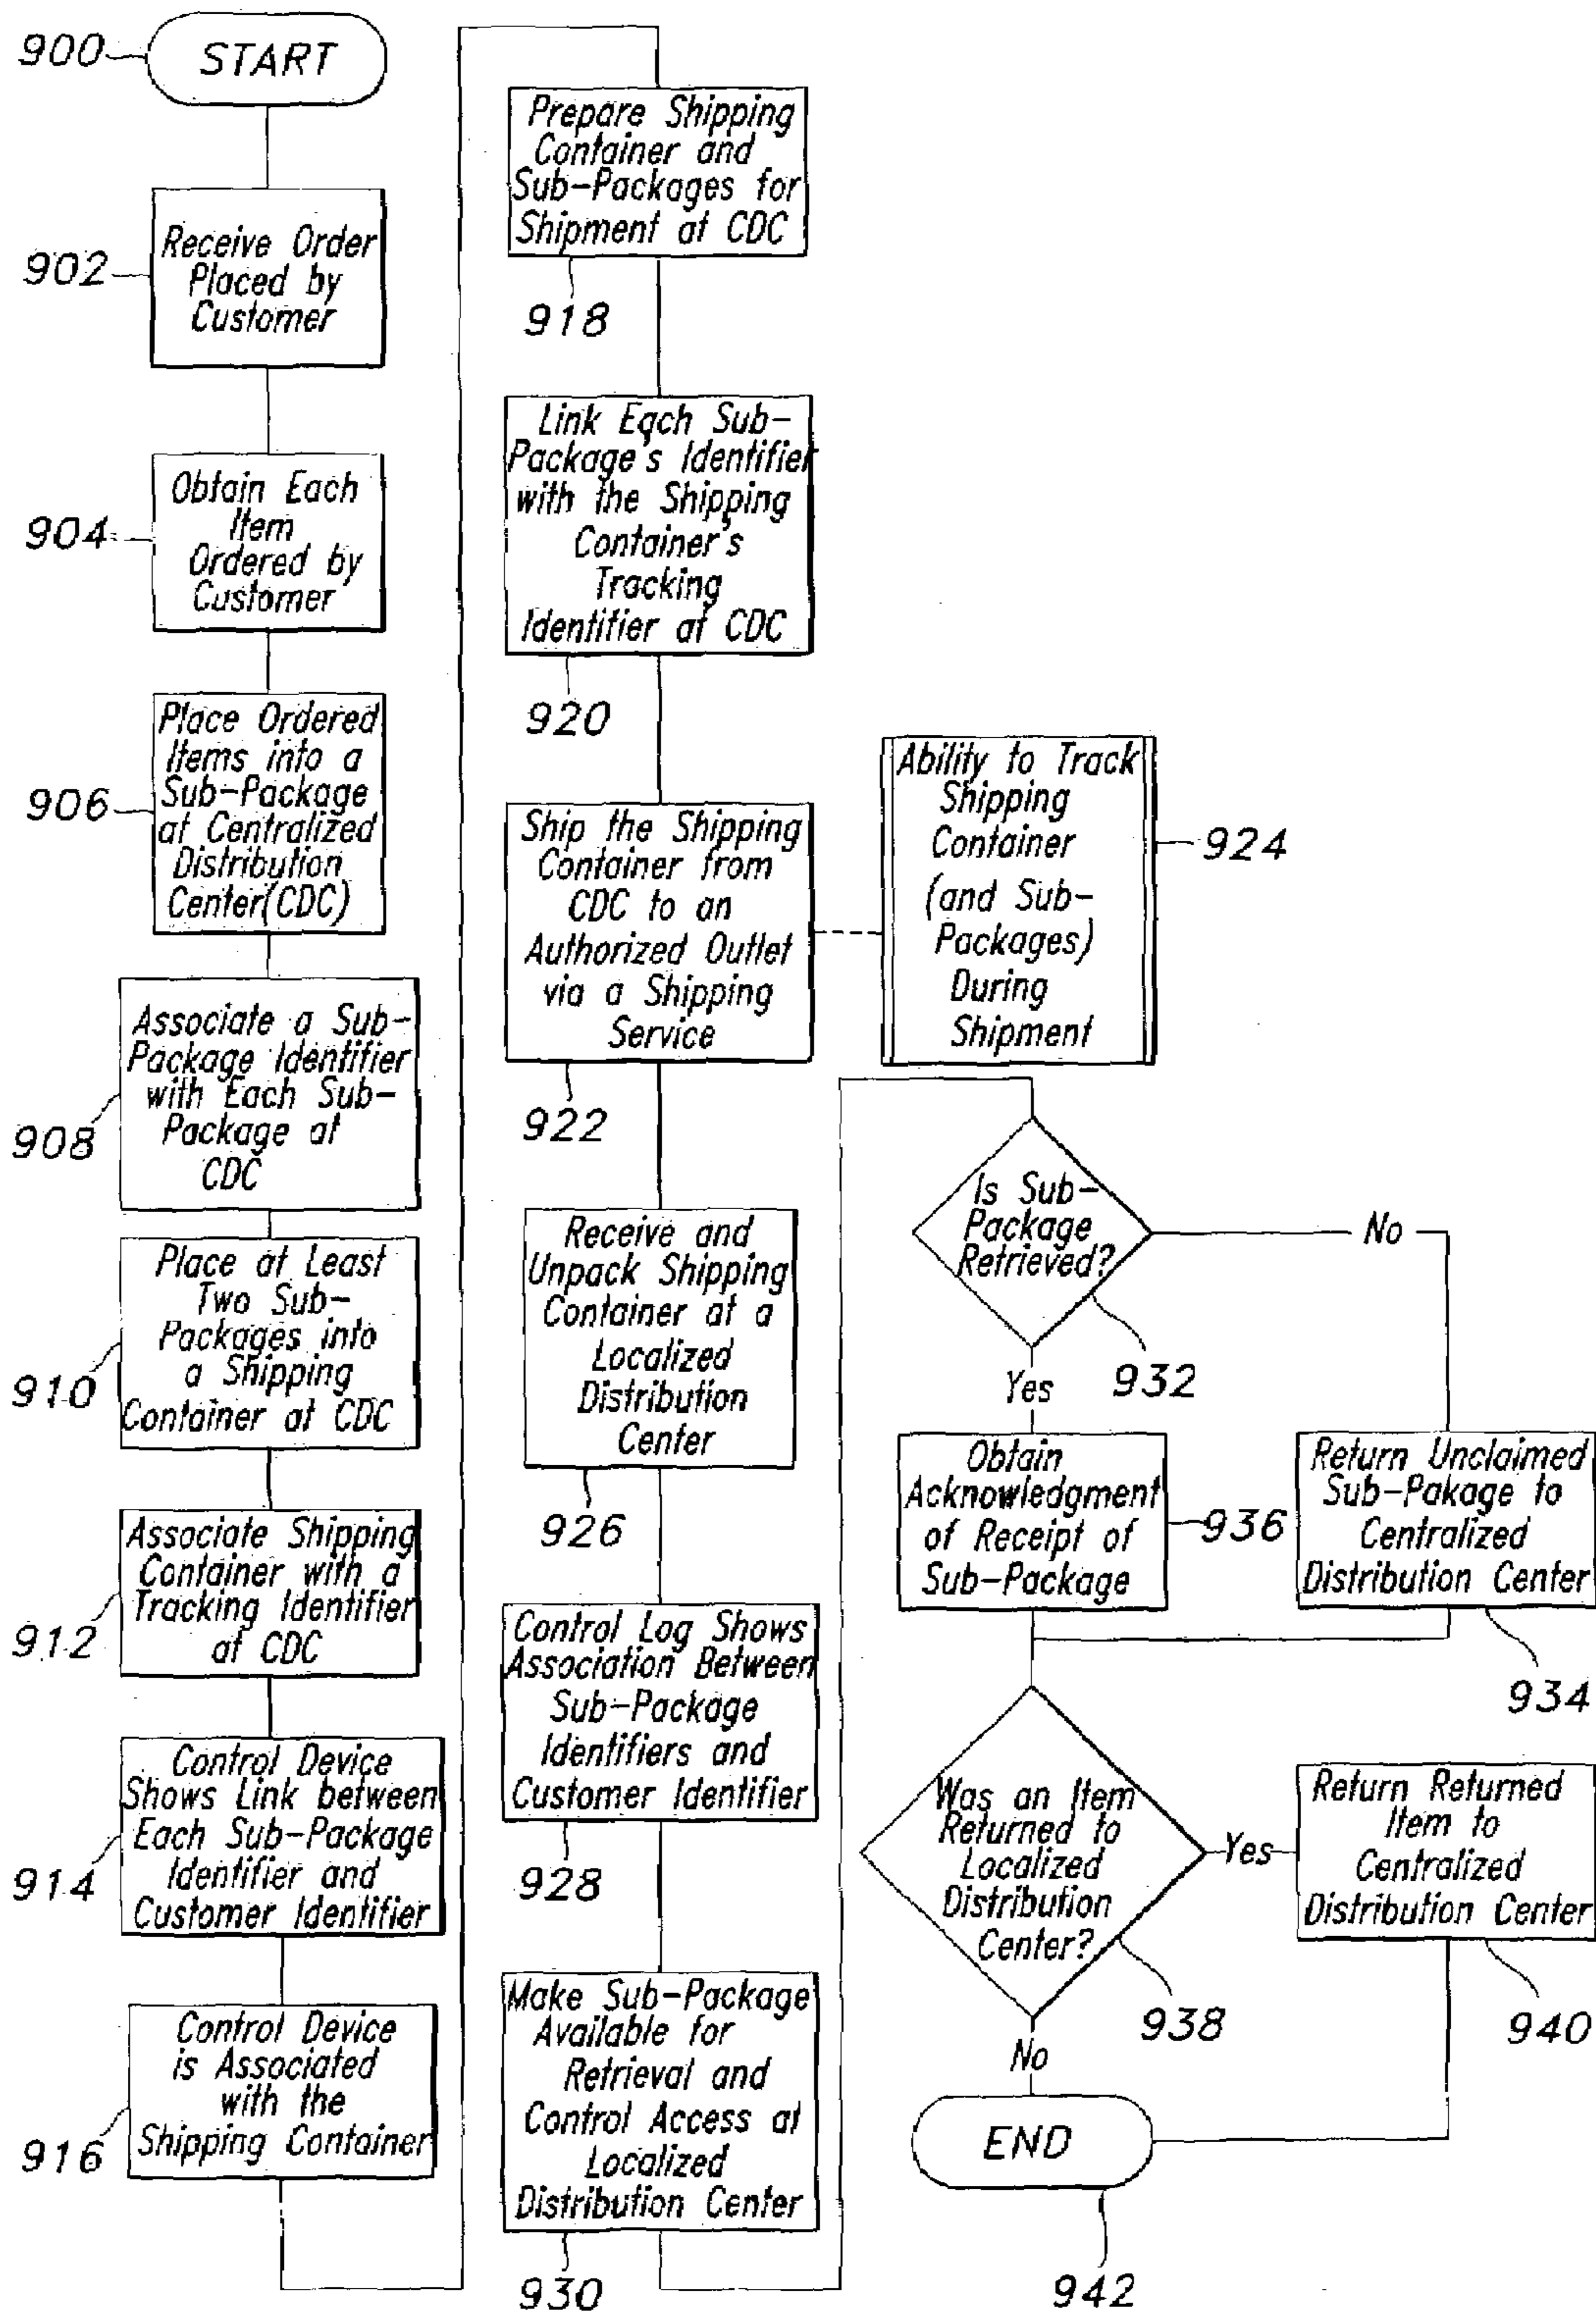 900
START
902
Receive Order
Placed by
Customer
904
Obtain Each
Item
Ordered by
Customer
906
Place Ordered
Items into a
Sub-Package
at Centralized
Distribution
Center(CDC)
908
Associate a Sub-
Package Identifier
with Each Sub-
Package at
CDC
910
Place at Least
Two Sub-
Packages into
a Shipping
Container at CDC
912
Associate Shipping
Container with a
Tracking Identifier
at CDC
914
Control Device
Shows Link between
Each Sub-Package
Identifier and
Customer Identifier
916
Control Device
is Associated
with the
Shipping Container
Prepare Shipping
Container and
Sub-Packages for
Shipment at CDC
918
Link Each Sub-
Package's Identifier
with the Shipping
Container's
Tracking
Identifier at CDC
920
Ship the Shipping
Container from
CDC to an
Authorized Outlet
via a Shipping
Service
922
Ability to Track
Shipping
Container
(and Sub-
Packages)
During
Shipment
924
Receive and
Unpack Shipping
Container at a
Localized
Distribution
Center
926
Control Log Shows
Association Between
Sub-Package
Identifiers and
Customer Identifier
928
Make Sub-Package
Available for
Retrieval and
Control Access at
Localized
Distribution Center
930
Is Sub-
Package
Retrieved?
932
No
Yes
Obtain
Acknowledgment
of Receipt of
Sub-Package
936
Return Unclaimed
Sub-Pakage to
Centralized
Distribution Center
934
Was an Item
Returned to
Localized
Distribution
Center?
938
Yes
Return Returned
Item to
Centralized
Distribution Center
940
No
END
942